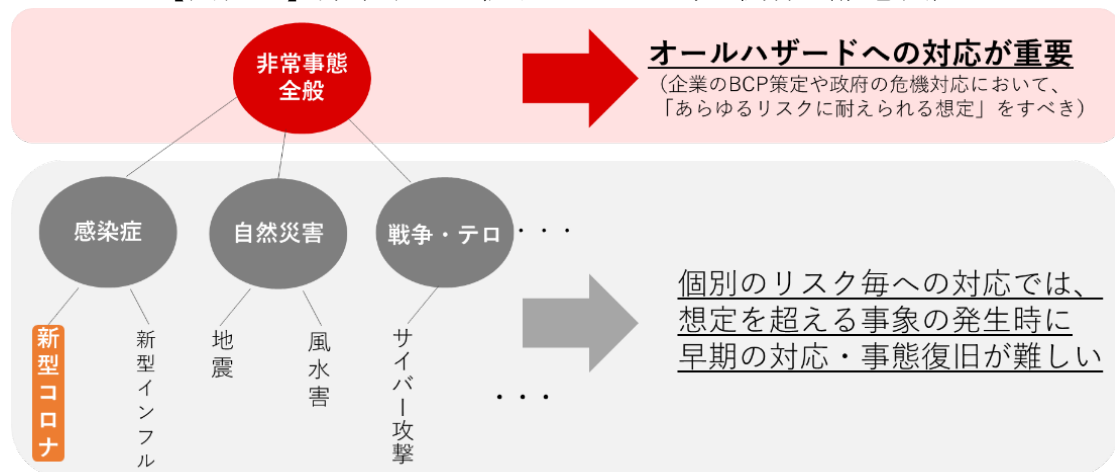 非常事態
全般
オールハザードへの対応が重要
（企業のBCP策定や政府の危機対応において、
「あらゆるリスクに耐えられる想定」をすべき）
感染症
自然災害
戦争・テロ
・・・
新型コロナ
新型インフル
地震
風水害
サイバー攻撃
・・・
個別のリスク毎への対応では、
想定を超える事象の発生時に
早期の対応・事態復旧が難しい